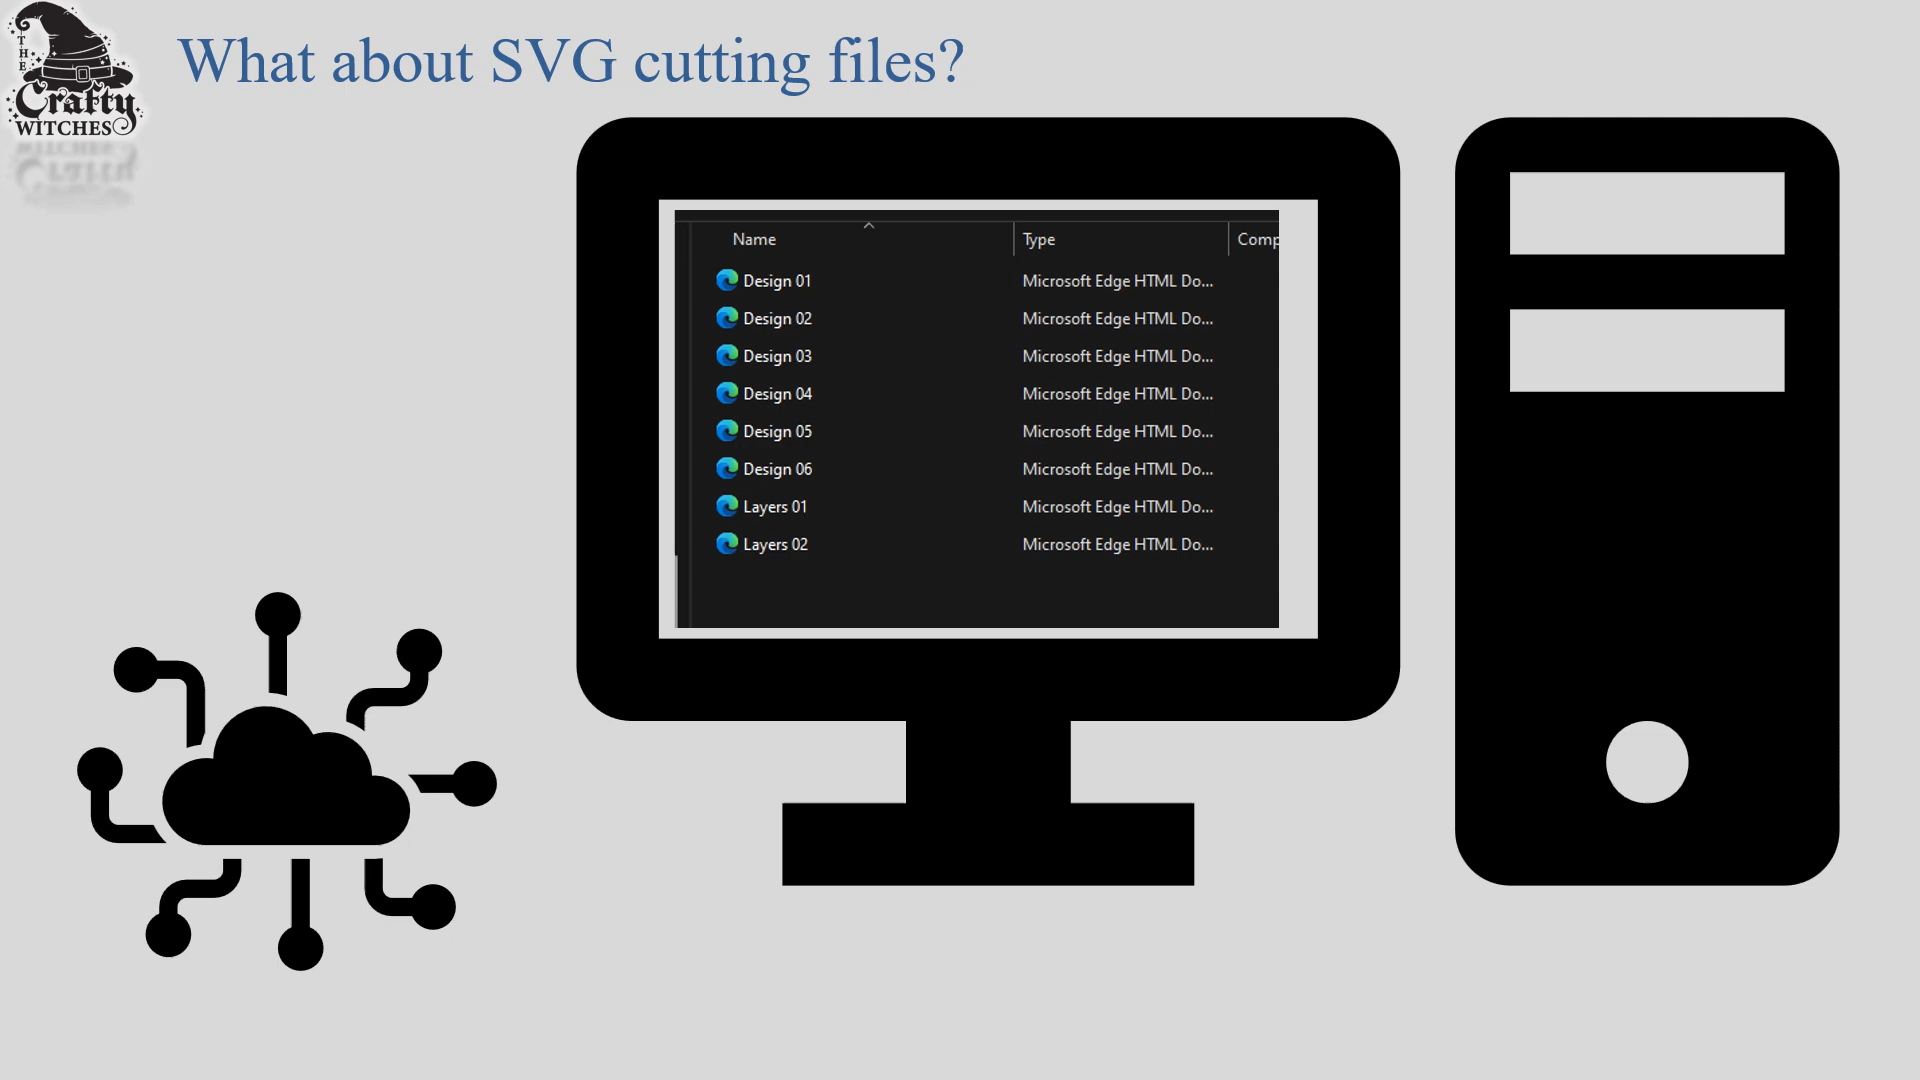 THE
Crafty
WITCHES
What about SVG cutting files?
Name Type Comp
Design 01 Microsoft Edge HTML Do...
Design 02 Microsoft Edge HTML Do...
Design 03 Microsoft Edge HTML Do...
Design 04 Microsoft Edge HTML Do...
Design 05 Microsoft Edge HTML Do...
Design 06 Microsoft Edge HTML Do...
Layers 01 Microsoft Edge HTML Do...
Layers 02 Microsoft Edge HTML Do...